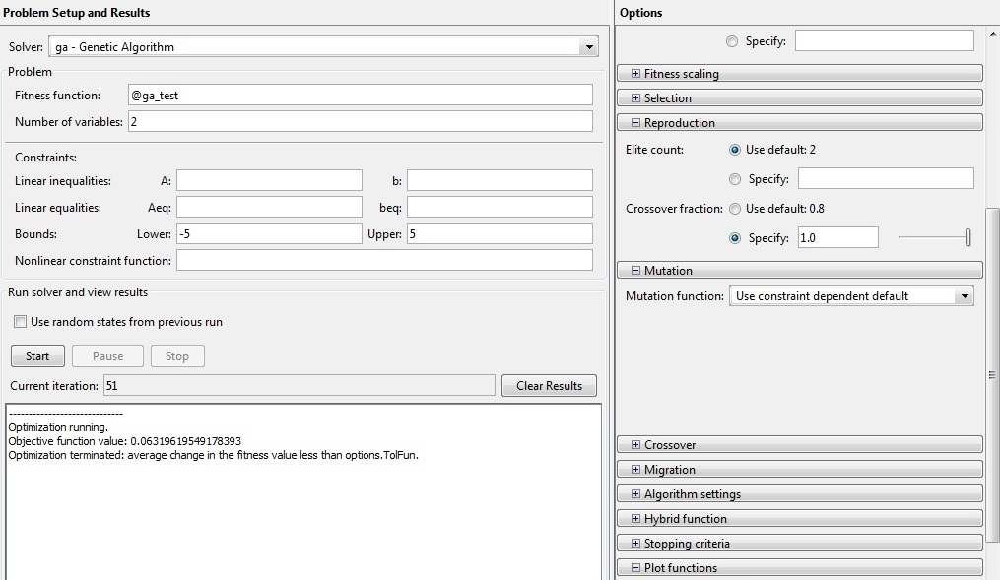 Problem Setup and Results
Solver: ga - Genetic Algorithm
Problem
Fitness function: @ga_test
Number of variables: 2
Constraints:
Linear inequalities: A: b:
Linear equalities: Aeq: beq:
Bounds: Lower: -5 Upper: 5
Nonlinear constraint function:
Run solver and view results
Use random states from previous run
Start Pause Stop
Current iteration: 51 Clear Results
-----------------------------
Optimization running.
Objective function value: 0.06319619549178393
Optimization terminated: average change in the fitness value less than options.TolFun.
Options
Specify:
Fitness scaling
Selection
Reproduction
Elite count: Use default: 2
Specify:
Crossover fraction: Use default: 0.8
Specify: 1.0
Mutation
Mutation function: Use constraint dependent default
Crossover
Migration
Algorithm settings
Hybrid function
Stopping criteria
Plot functions